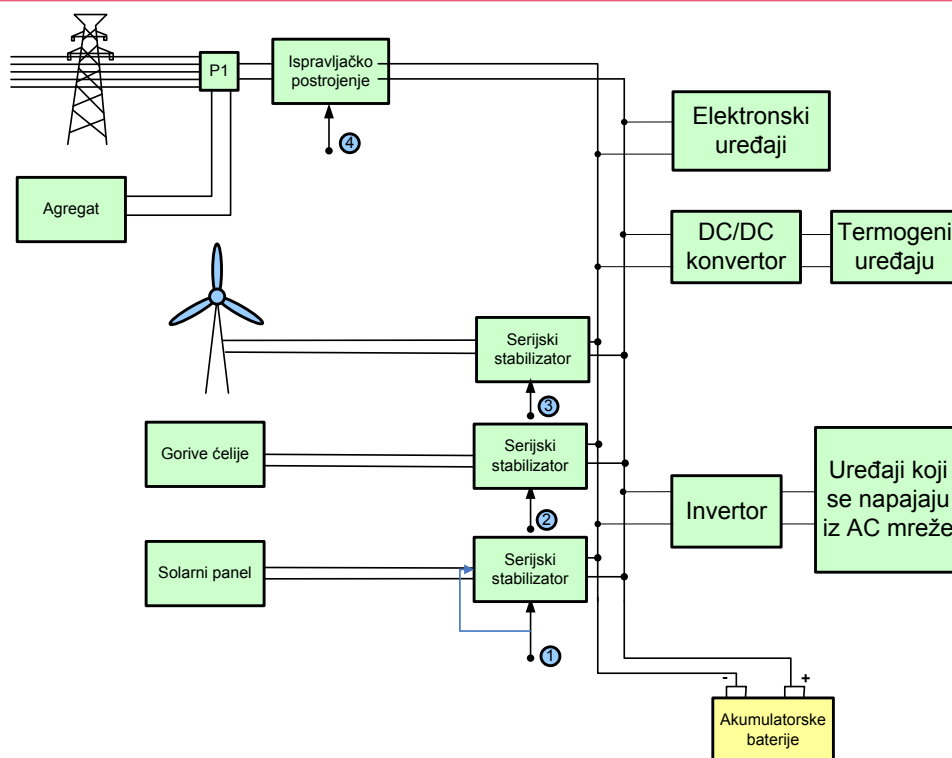 P1
Ispravljačko
postrojenje
4
Agregat
Elektronski
uređaji
DC/DC
konvertor
Termogeni
uređaju
Serijski
stabilizator
3
Gorive ćelije
Serijski
stabilizator
2
Invertor
Uređaji koji
se napajaju
iz AC mreže
Solarni panel
Serijski
stabilizator
1
- +
Akumulatorske
baterije